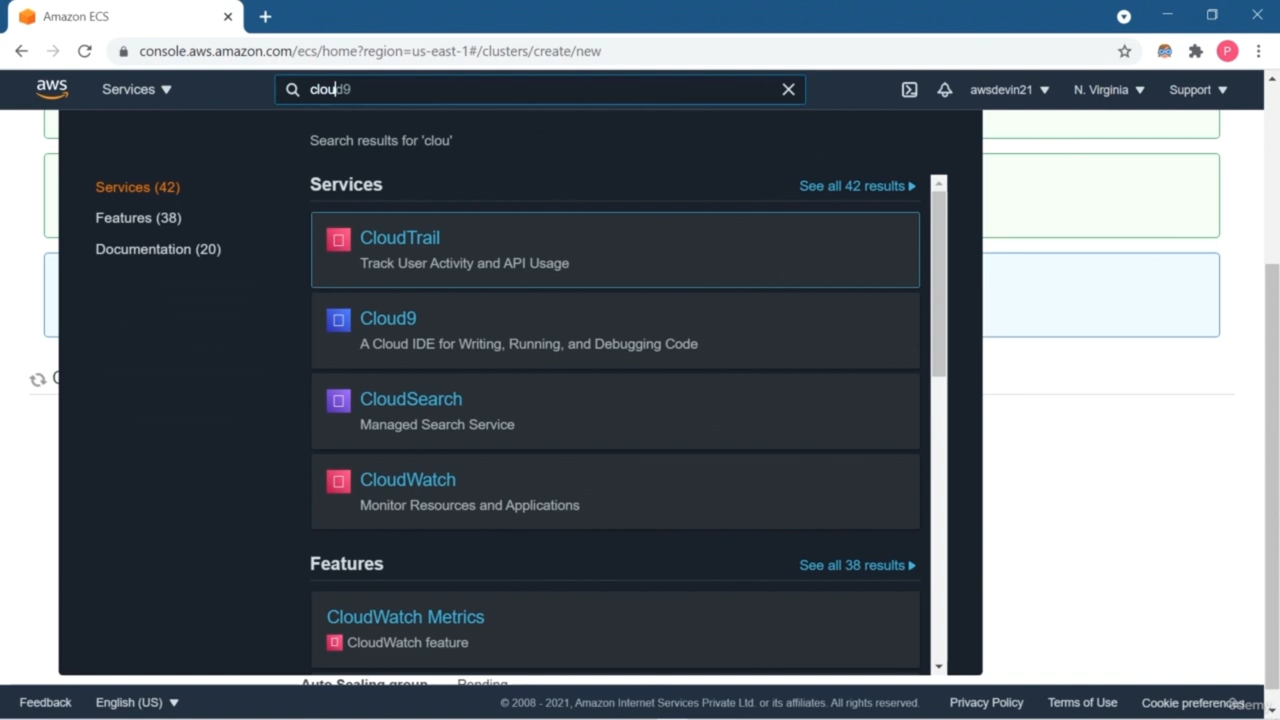 Amazon ECS
console.aws.amazon.com/ecs/home?region=us-east-1#/clusters/create/new
P
aws
Services
cloud9
awsdevin21
N. Virginia
Support
Search results for 'clou'
Services (42)
Features (38)
Documentation (20)
Services
See all 42 results
CloudTrail
Track User Activity and API Usage
Cloud9
A Cloud IDE for Writing, Running, and Debugging Code
CloudSearch
Managed Search Service
CloudWatch
Monitor Resources and Applications
Features
See all 38 results
CloudWatch Metrics
CloudWatch feature
Auto Scaling group
Pending
Feedback
English (US)
© 2008 - 2021, Amazon Internet Services Private Ltd. or its affiliates. All rights reserved.
Privacy Policy
Terms of Use
Cookie preferences